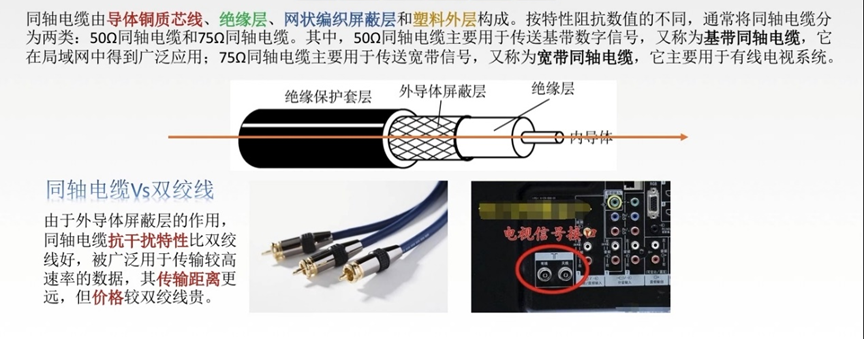 同轴电缆由导体铜质芯线、绝缘层、网状编织屏蔽层和塑料外层构成。按特性阻抗数值的不同，通常将同轴电缆分
为两类：50Ω同轴电缆和75Ω同轴电缆。其中，50Ω同轴电缆主要用于传送基带数字信号，又称为基带同轴电缆，它
在局域网中得到广泛应用；75Ω同轴电缆主要用于传送宽带信号，又称为宽带同轴电缆，它主要用于有线电视系统。
绝缘保护套层
外导体屏蔽层
绝缘层
内导体
同轴电缆Vs双绞线
由于外导体屏蔽层的作用，
同轴电缆抗干扰特性比双绞
线好，被广泛用于传输较高
速率的数据，其传输距离更
远，但价格较双绞线贵。
电视信号接口